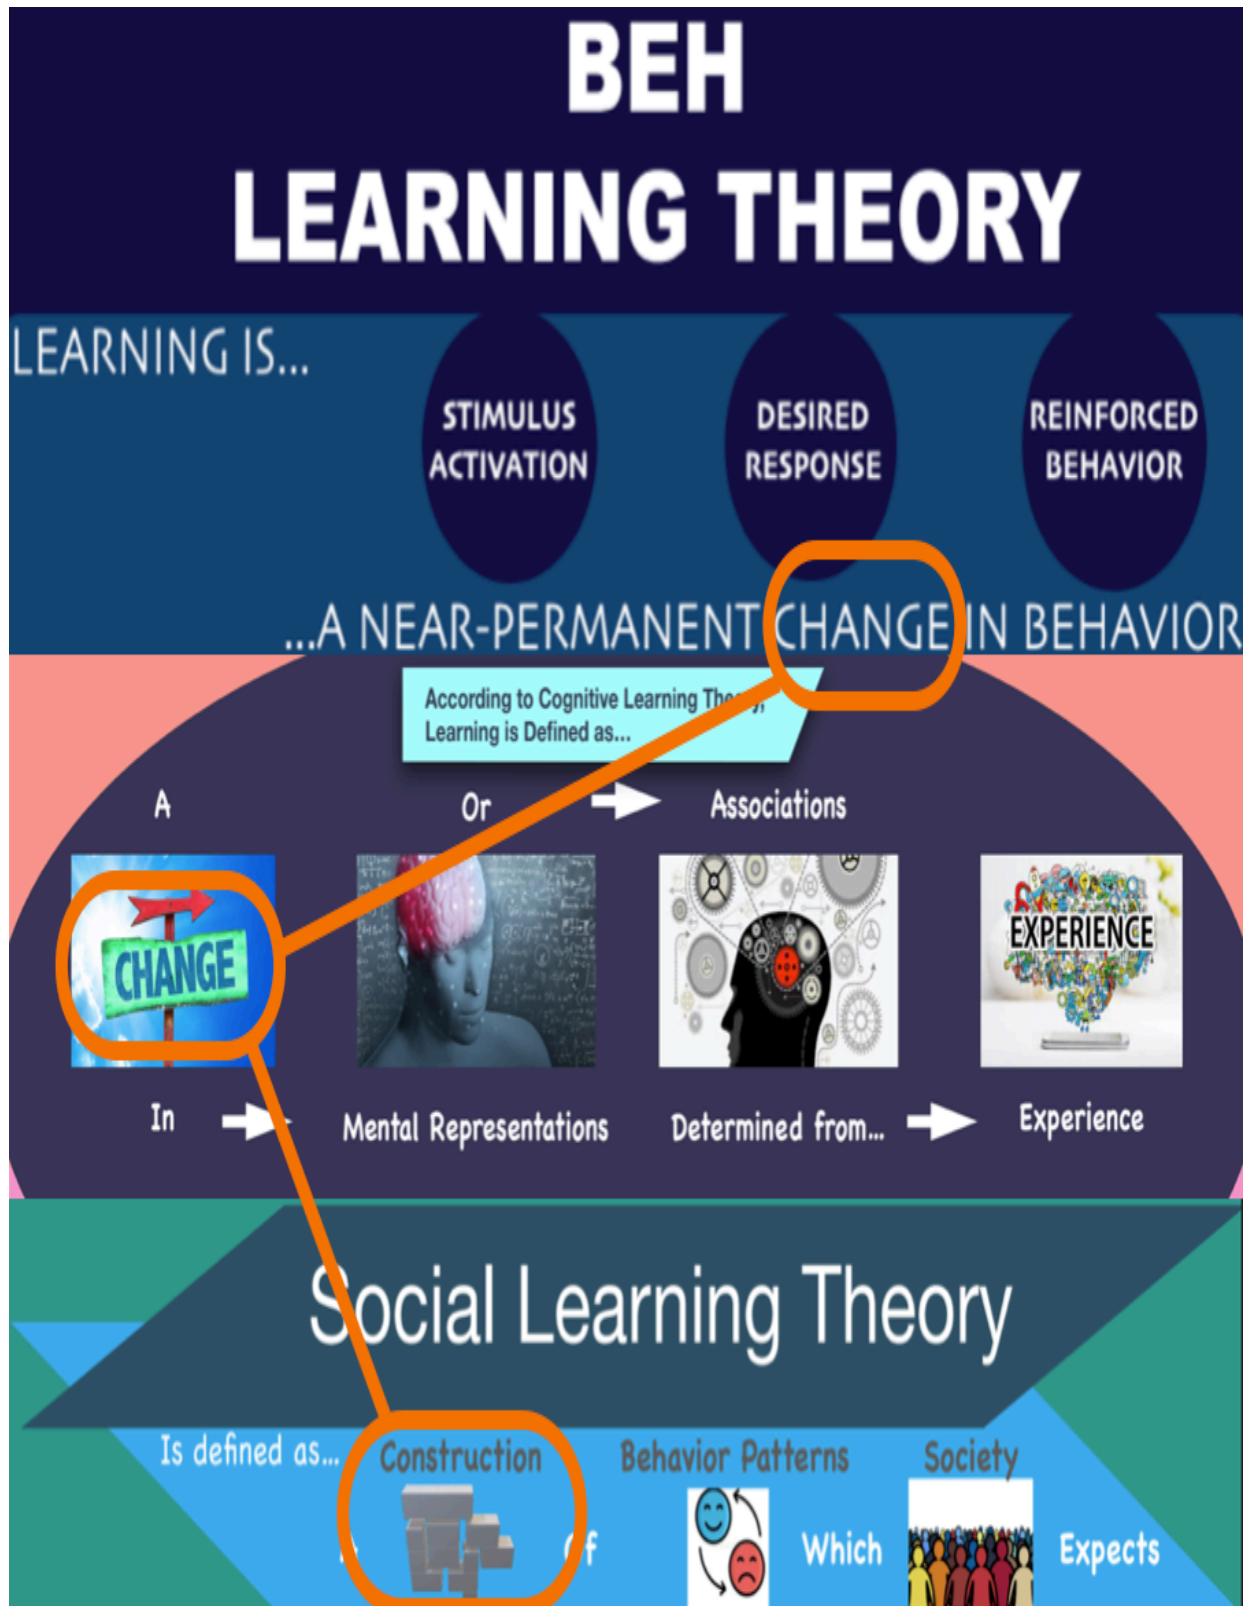 BEH
LEARNING THEORY
LEARNING IS...
STIMULUS
ACTIVATION
DESIRED
RESPONSE
REINFORCED
BEHAVIOR
...A NEAR-PERMANENT CHANGE IN BEHAVIOR
According to Cognitive Learning Theory,
Learning is Defined as...
A
Or
Associations
CHANGE
EXPERIENCE
In
Mental Representations
Determined from...
Experience
Social Learning Theory
Is defined as...
Construction
Behavior Patterns
Society
Of
Which
Expects